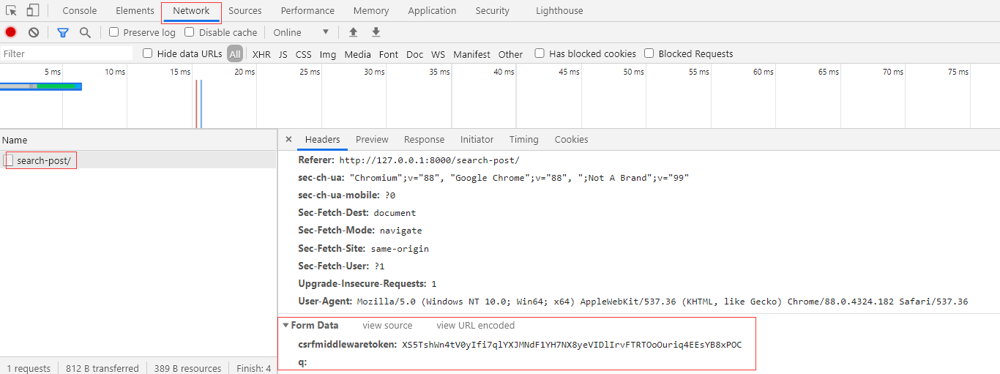 Console Elements Network Sources Performance Memory Application Security Lighthouse
Preserve log Disable cache Online
Filter Hide data URLs All XHR JS CSS Img Media Font Doc WS Manifest Other Has blocked cookies Blocked Requests
5 ms 10 ms 15 ms 20 ms 25 ms 30 ms 35 ms 40 ms 45 ms 50 ms 55 ms 60 ms 65 ms 70 ms 75 ms
Name
search-post/
1 requests 812 B transferred 389 B resources Finish: 4
Headers Preview Response Initiator Timing Cookies
Referer: http://127.0.0.1:8000/search-post/
sec-ch-ua: "Chromium";v="88", "Google Chrome";v="88", ";Not A Brand";v="99"
sec-ch-ua-mobile: ?0
Sec-Fetch-Dest: document
Sec-Fetch-Mode: navigate
Sec-Fetch-Site: same-origin
Sec-Fetch-User: ?1
Upgrade-Insecure-Requests: 1
User-Agent: Mozilla/5.0 (Windows NT 10.0; Win64; x64) AppleWebKit/537.36 (KHTML, like Gecko) Chrome/88.0.4324.182 Safari/537.36
Form Data view source view URL encoded
csrfmiddlewaretoken: XS5TshWn4tV0yIfi7qlYXJMNdF1YH7NX8yeVIDlIrvFTRTOoOuriq4EEsYB8xPOC
q: